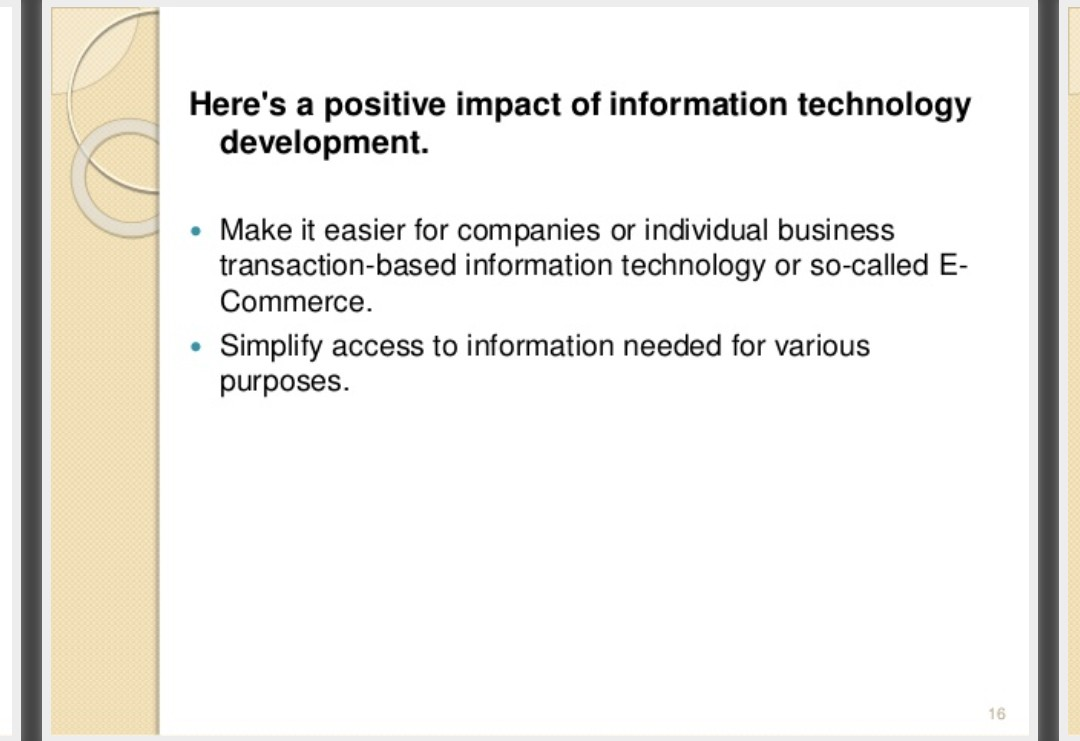 Here's a positive impact of information technology
development.
Make it easier for companies or individual business
transaction-based information technology or so-called E-
Commerce.
Simplify access to information needed for various
purposes.
16